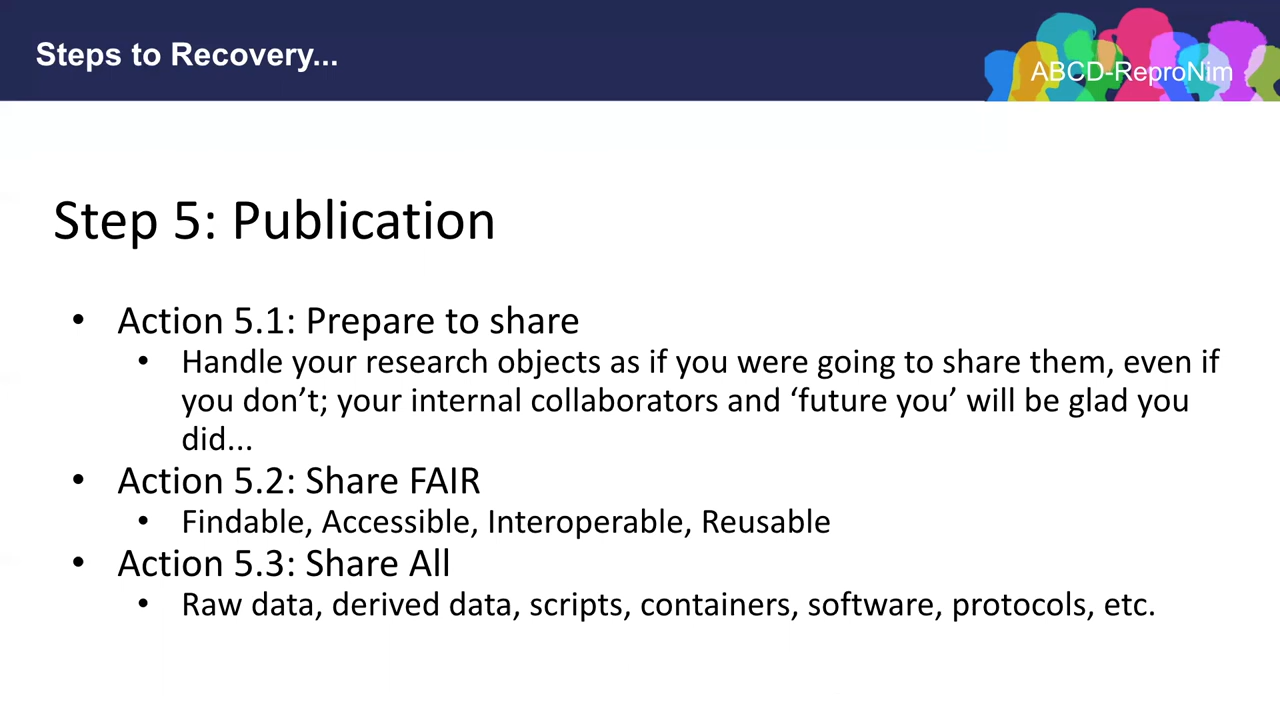 Steps to Recovery...
ABCD-ReproNim
Step 5: Publication
• Action 5.1: Prepare to share
• Handle your research objects as if you were going to share them, even if
you don’t; your internal collaborators and ‘future you’ will be glad you
did...
• Action 5.2: Share FAIR
• Findable, Accessible, Interoperable, Reusable
• Action 5.3: Share All
• Raw data, derived data, scripts, containers, software, protocols, etc.